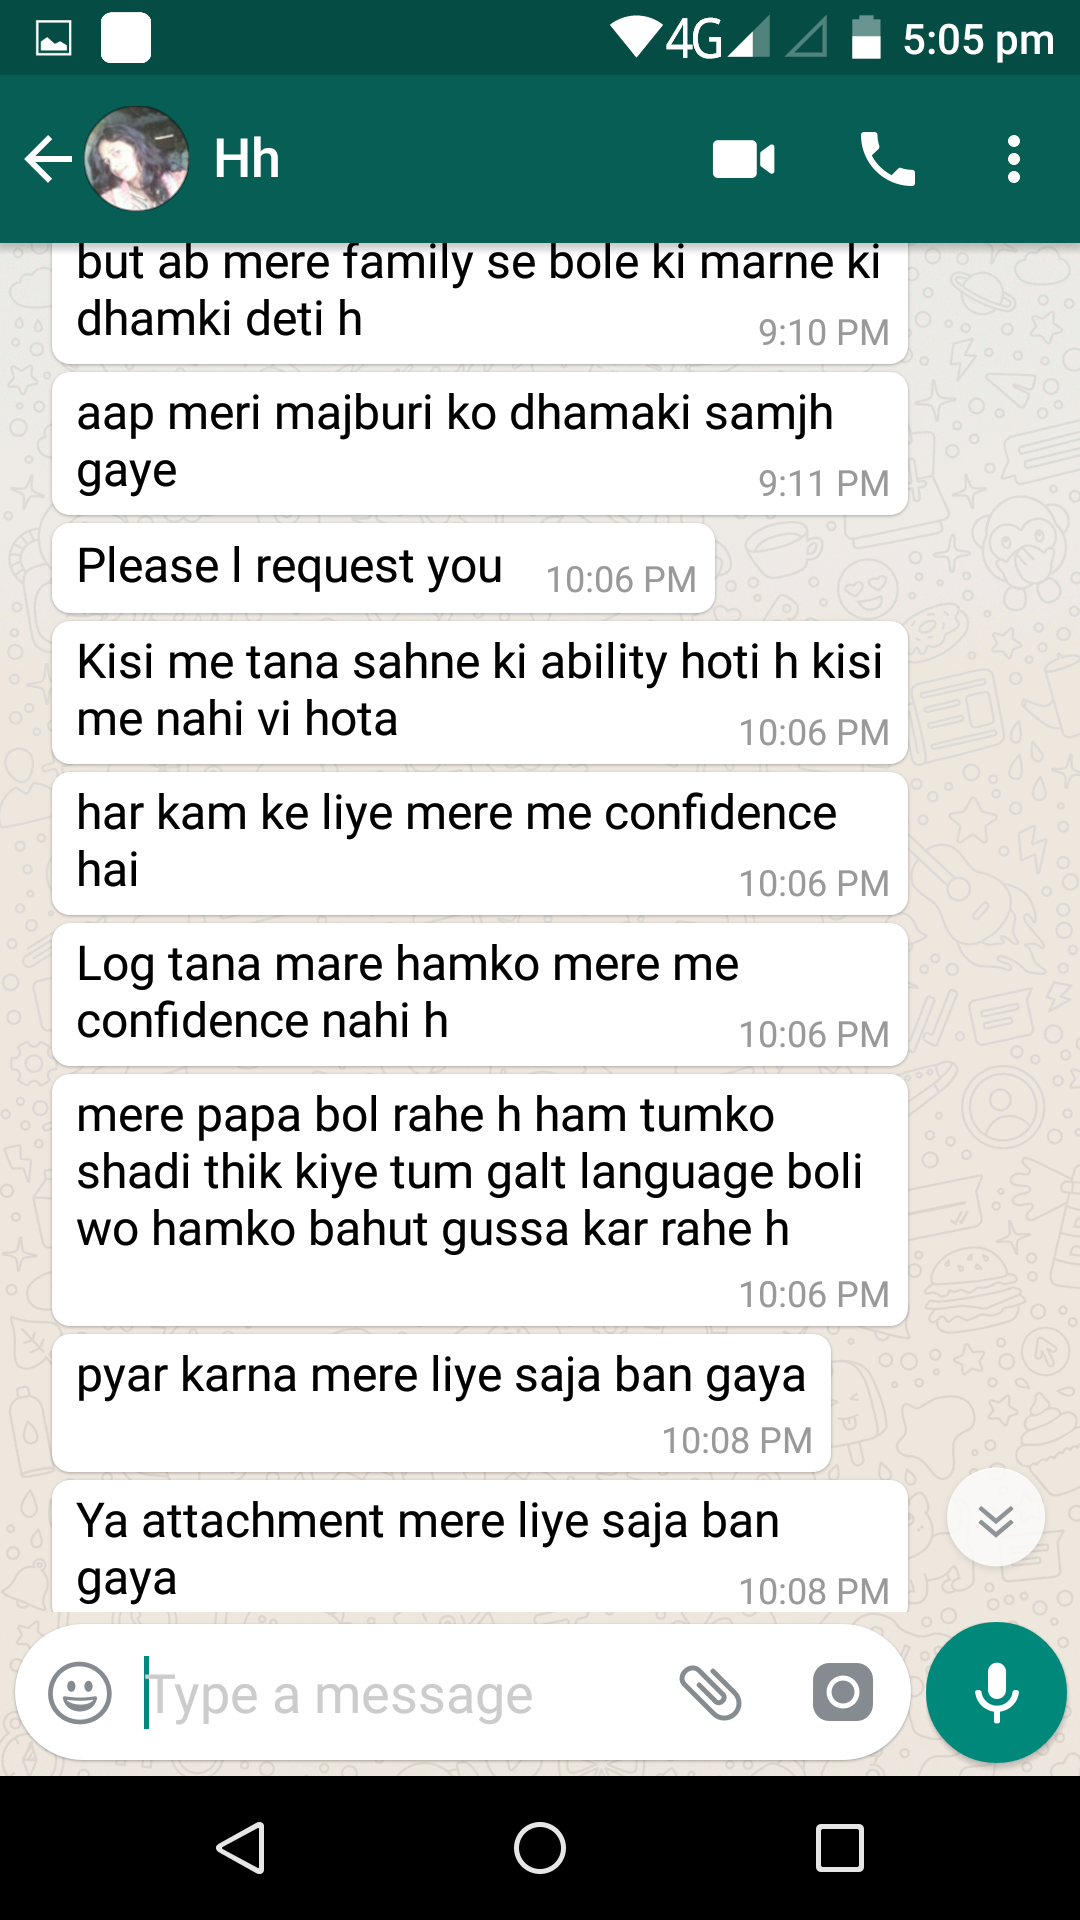 4G 5:05 pm
Hh
but ab mere family se bole ki marne ki
dhamki deti h
9:10 PM
aap meri majburi ko dhamaki samjh
gaye
9:11 PM
Please l request you
10:06 PM
Kisi me tana sahne ki ability hoti h kisi
me nahi vi hota
10:06 PM
har kam ke liye mere me confidence
hai
10:06 PM
Log tana mare hamko mere me
confidence nahi h
10:06 PM
mere papa bol rahe h ham tumko
shadi thik kiye tum galt language boli
wo hamko bahut gussa kar rahe h
10:06 PM
pyar karna mere liye saja ban gaya
10:08 PM
Ya attachment mere liye saja ban
gaya
10:08 PM
Type a message